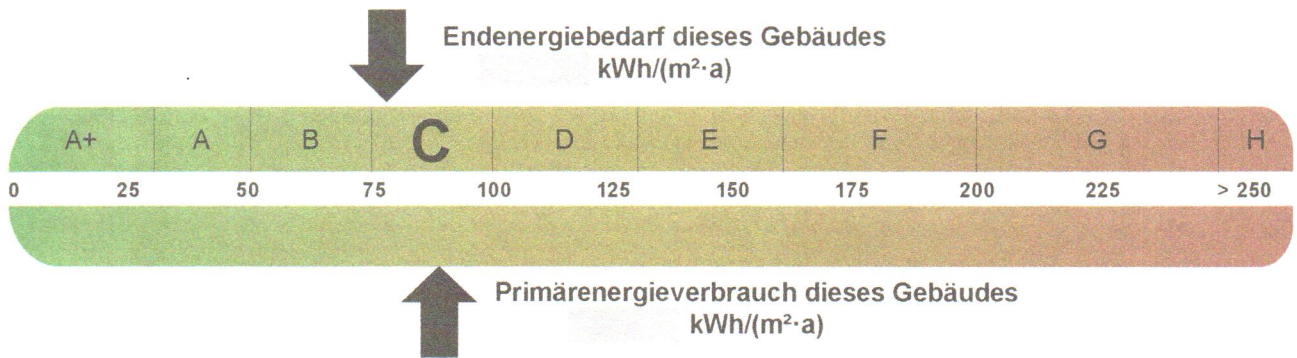 Endenergiebedarf dieses Gebäudes
kWh/(m²·a)
A+ A B C D E F G H
0 25 50 75 100 125 150 175 200 225 > 250
Primärenergieverbrauch dieses Gebäudes
kWh/(m²·a)